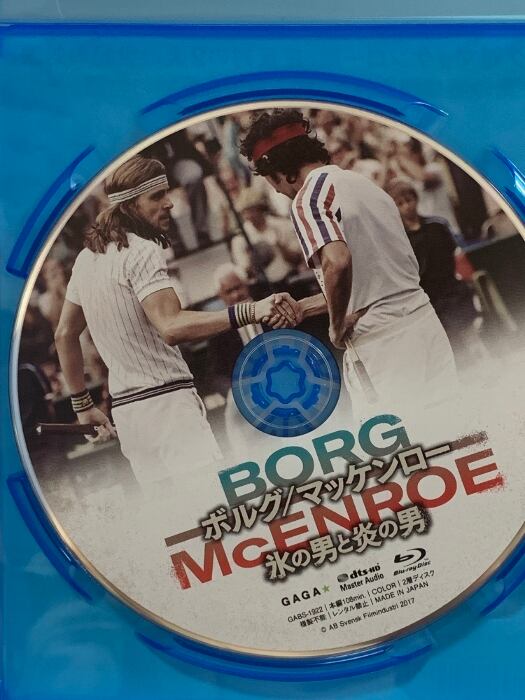 BORG
ボルグ/マッケンロー
McENROE
氷の男と炎の男
GAGA★
dts-HD Master Audio
Blu-ray Disc
GABS-1922 | 本編108min. | COLOR | 2層ディスク
複製不能 | レンタル禁止 | MADE IN JAPAN
© AB Svensk Filmindustri 2017